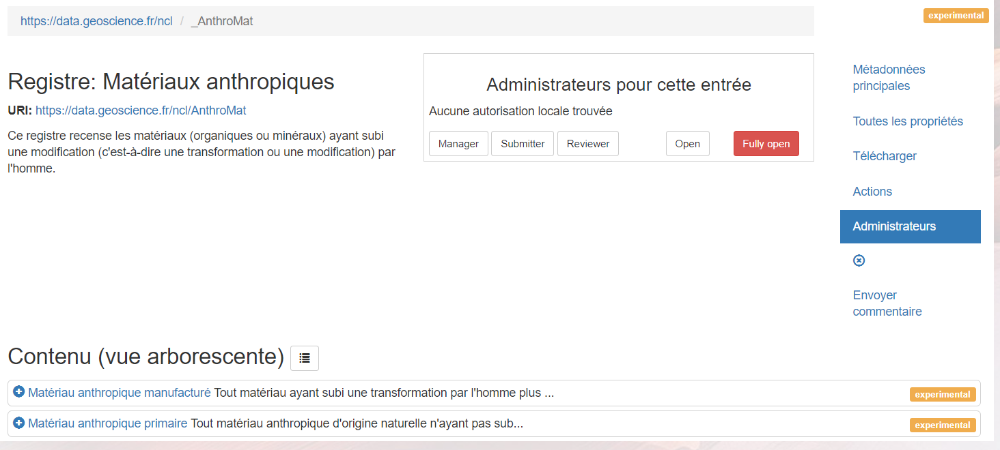 https://data.geoscience.fr/ncl / _AnthroMat
experimental
Registre: Matériaux anthropiques
URI: https://data.geoscience.fr/ncl/AnthroMat
Ce registre recense les matériaux (organiques ou minéraux) ayant subi
une modification (c'est-à-dire une transformation ou une modification) par
l'homme.
Administrateurs pour cette entrée
Aucune autorisation locale trouvée
Manager Submitter Reviewer Open Fully open
Métadonnées
principales
Toutes les propriétés
Télécharger
Actions
Administrateurs
Envoyer
commentaire
Contenu (vue arborescente)
Matériau anthropique manufacturé Tout matériau ayant subi une transformation par l'homme plus ... experimental
Matériau anthropique primaire Tout matériau anthropique d'origine naturelle n'ayant pas sub... experimental